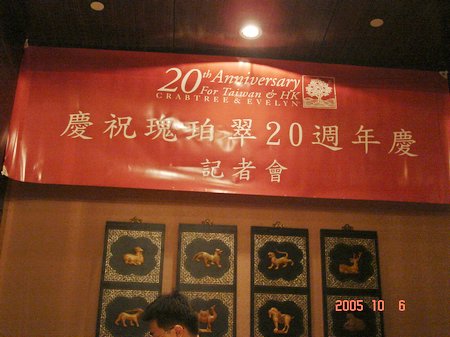 20th Anniversary
For Taiwan & HK
CRABTREE & EVELYN
慶祝瑰珀翠20週年慶
記者會
2005 10 6